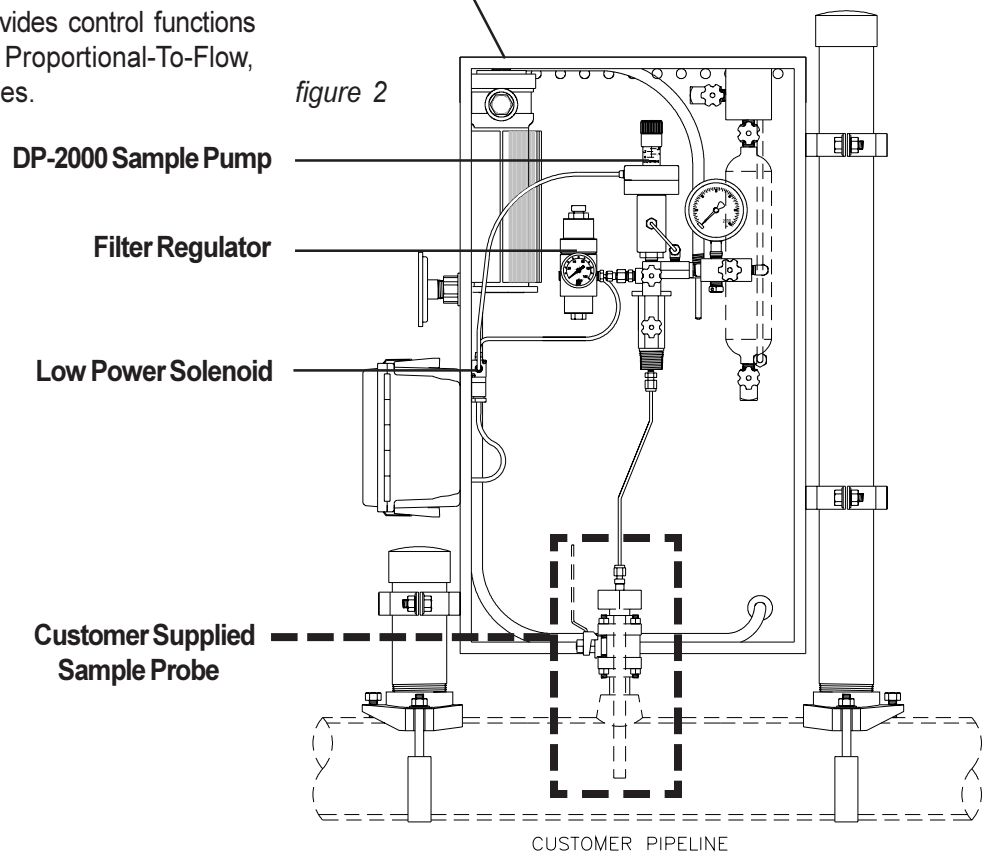 vides control functions
Proportional-To-Flow,
es.
figure 2
DP-2000 Sample Pump
Filter Regulator
Low Power Solenoid
Customer Supplied
Sample Probe
CUSTOMER PIPELINE